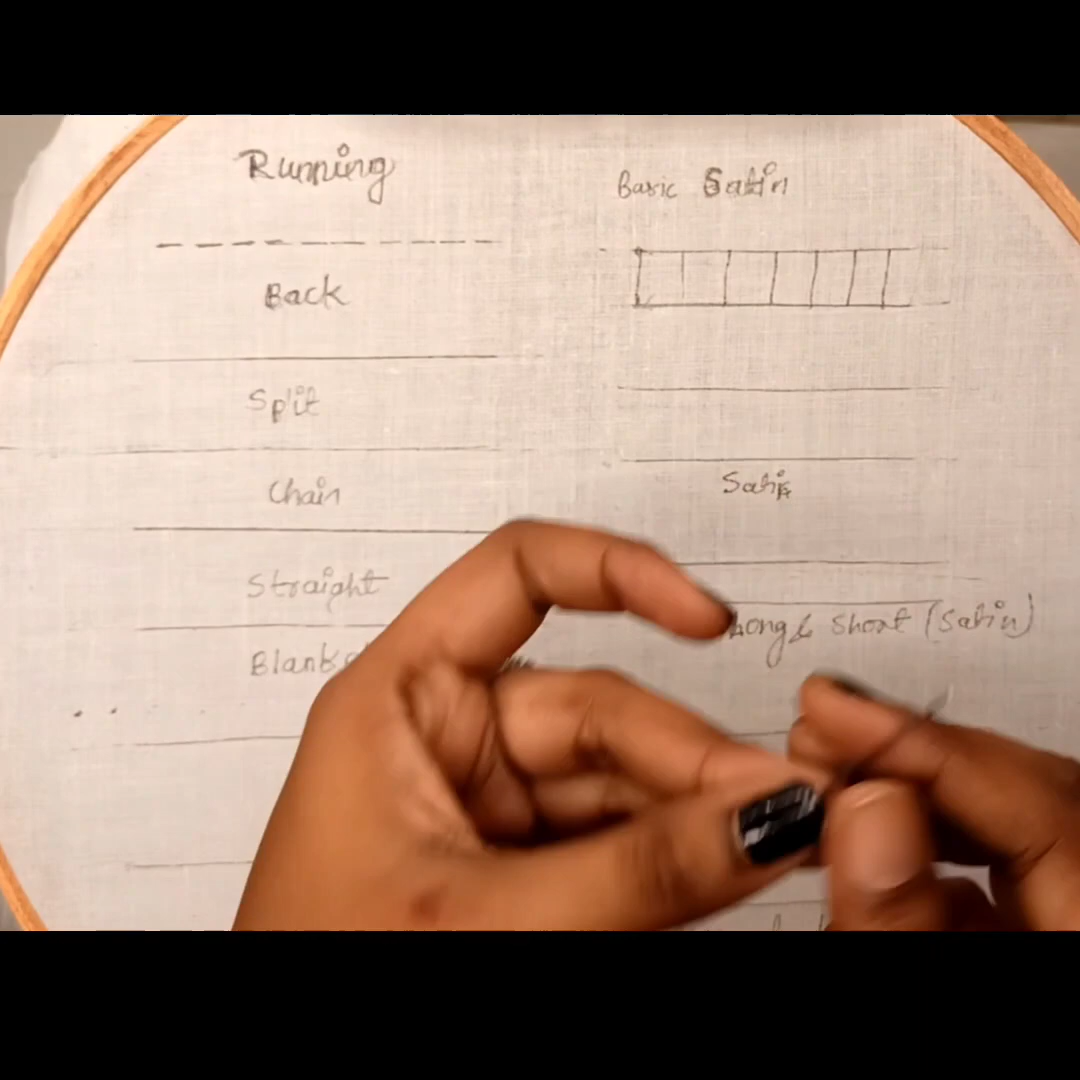 Running
Back
Split
Chain
Straight
Basic Satin
Satin
Long & Short (Satin)